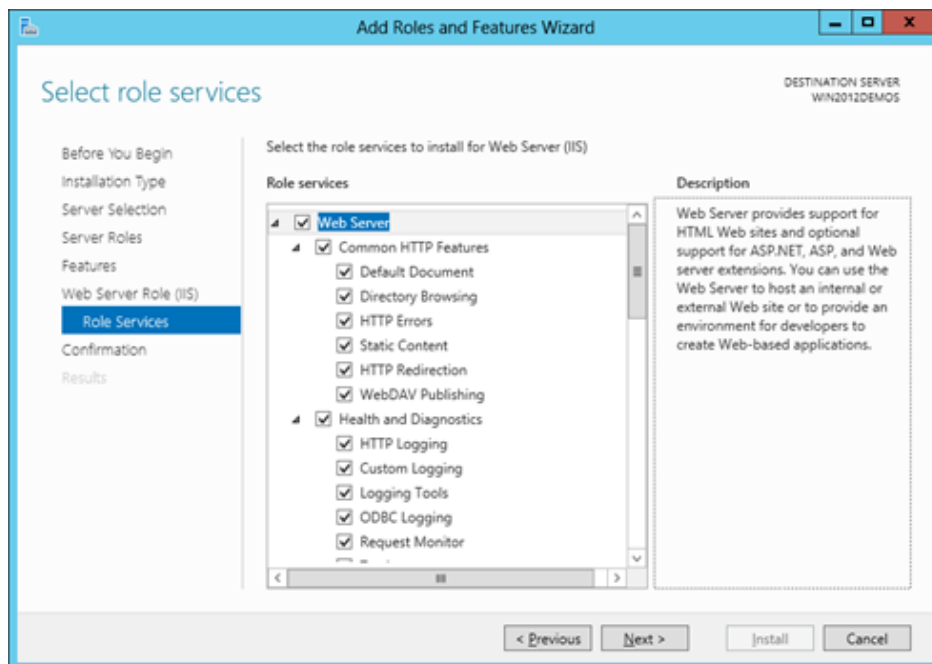 Add Roles and Features Wizard
Select role services
DESTINATION SERVER
WIN2012DEMOS
Before You Begin
Installation Type
Server Selection
Server Roles
Features
Web Server Role (IIS)
Role Services
Confirmation
Results
Select the role services to install for Web Server (IIS)
Role services
Web Server
Common HTTP Features
Default Document
Directory Browsing
HTTP Errors
Static Content
HTTP Redirection
WebDAV Publishing
Health and Diagnostics
HTTP Logging
Custom Logging
Logging Tools
ODBC Logging
Request Monitor
Description
Web Server provides support for
HTML Web sites and optional
support for ASP.NET, ASP, and Web
server extensions. You can use the
Web Server to host an internal or
external Web site or to provide an
environment for developers to
create Web-based applications.
< Previous
Next >
Install
Cancel